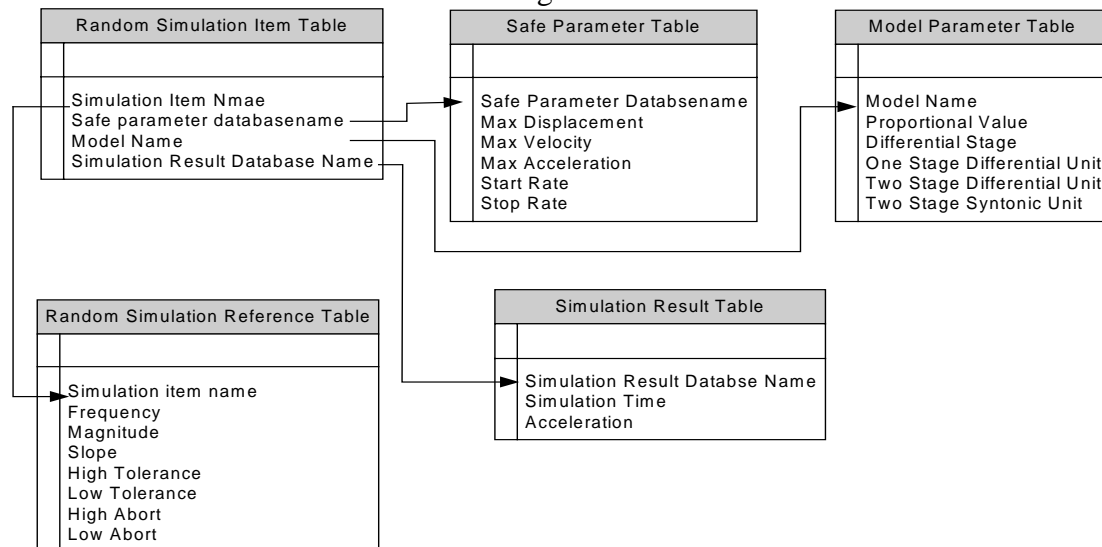 Random Simulation Item Table
Simulation Item Nmae
Safe parameter databasename
Model Name
Simulation Result Database Name
Safe Parameter Table
Safe Parameter Databsename
Max Displacement
Max Velocity
Max Acceleration
Start Rate
Stop Rate
Model Parameter Table
Model Name
Proportional Value
Differential Stage
One Stage Differential Unit
Two Stage Differential Unit
Two Stage Syntonic Unit
Random Simulation Reference Table
Simulation item name
Frequency
Magnitude
Slope
High Tolerance
Low Tolerance
High Abort
Low Abort
Simulation Result Table
Simulation Result Databse Name
Simulation Time
Acceleration